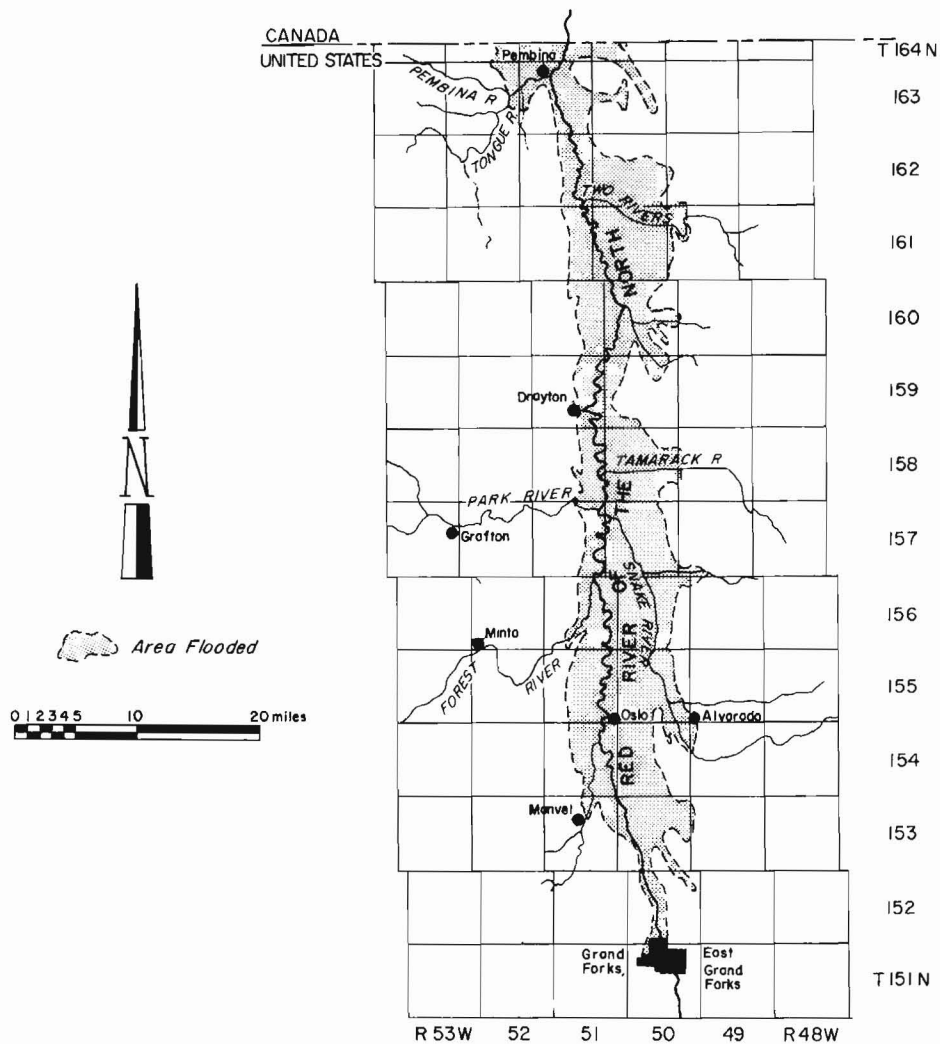 CANADA
UNITED STATES
T 164 N
Pembina
PEMBINA R
163
TONGUE R.
162
TWO RIVERS
161
NORTH
160
159
Drayton
158
TAMARACK R
PARK RIVER
THE
157
Grafton
OF
SNAKE RIVER
156
Minto
Area Flooded
FOREST RIVER
RIVER
155
0 1 2 3 4 5 10 20 miles
Oslo
Alvarado
RED
154
N
Manvel
153
152
Grand Forks,
East Grand Forks
T 151 N
R 53W 52 51 50 49 R 48W